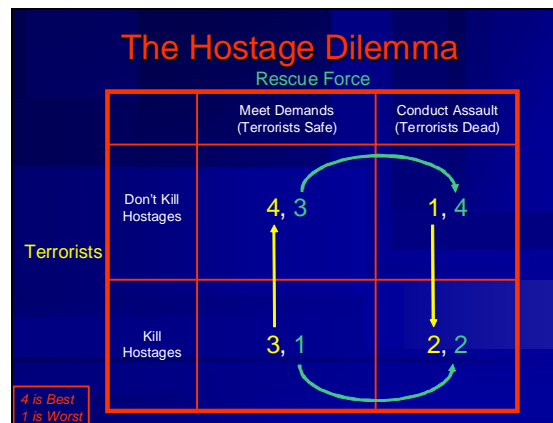 The Hostage Dilemma
Rescue Force
Meet Demands
(Terrorists Safe)
Conduct Assault
(Terrorists Dead)
Don't Kill
Hostages
4, 3
1, 4
Terrorists
Kill
Hostages
3, 1
2, 2
4 is Best
1 is Worst